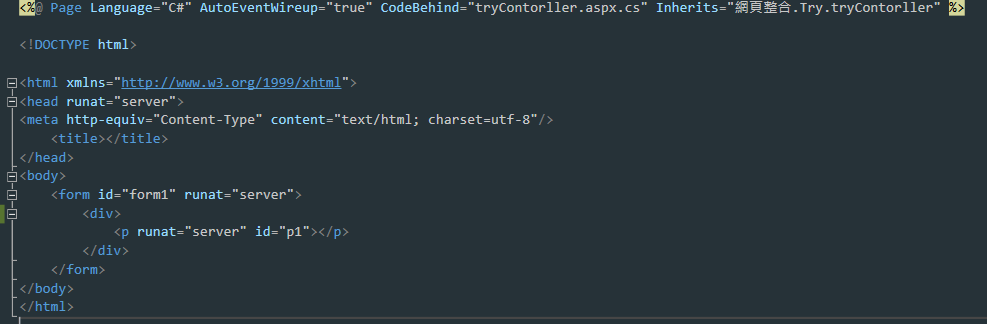 <%@ Page Language="C#" AutoEventWireup="true" CodeBehind="tryContorller.aspx.cs" Inherits="網頁整合.Try.tryContorller" %>
<!DOCTYPE html>
<html xmlns="http://www.w3.org/1999/xhtml">
<head runat="server">
<meta http-equiv="Content-Type" content="text/html; charset=utf-8"/>
    <title></title>
</head>
<body>
    <form id="form1" runat="server">
        <div>
            <p runat="server" id="p1"></p>
        </div>
    </form>
</body>
</html>